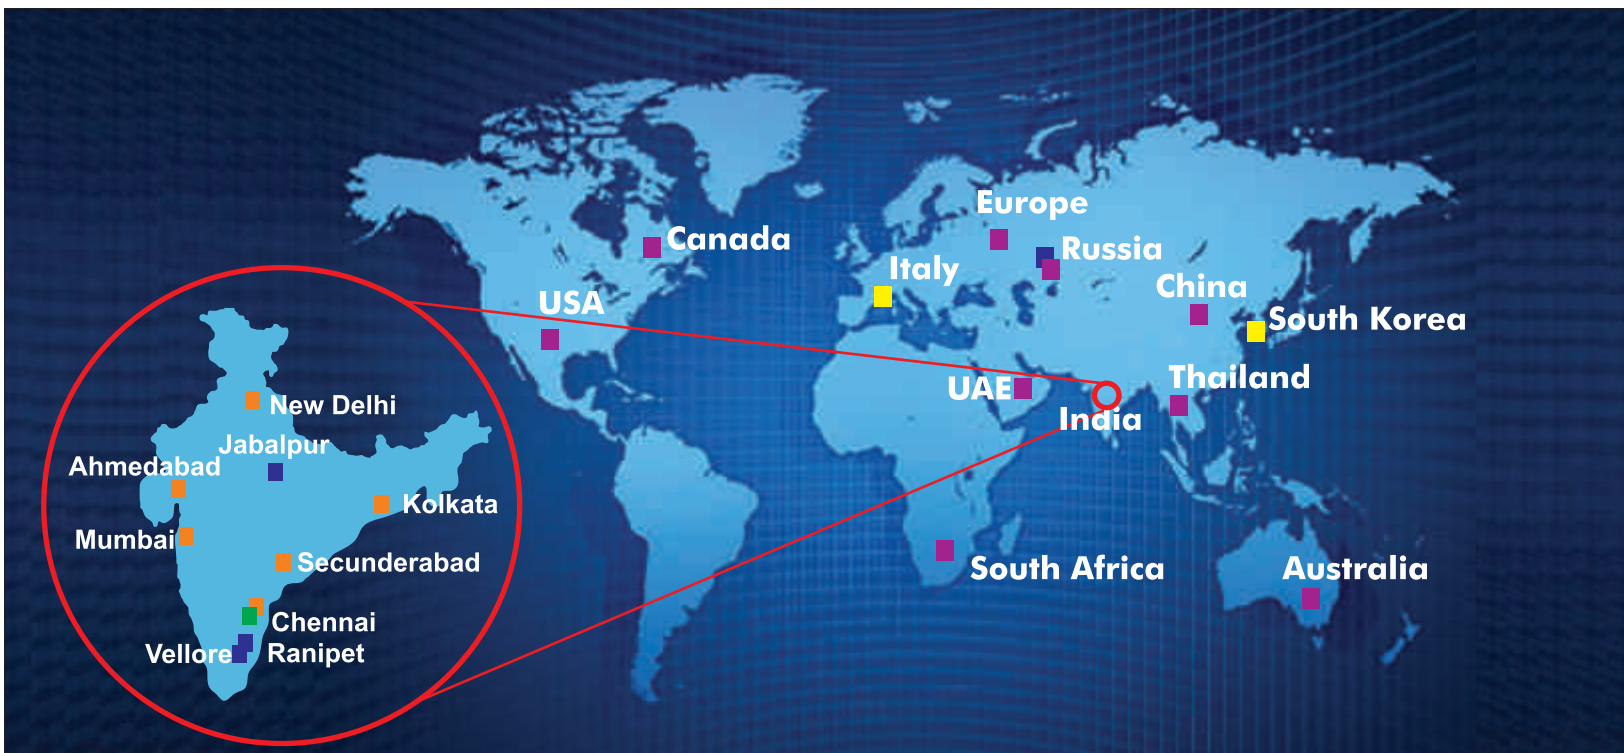 Europe
Canada
Russia
Italy
China
USA
South Korea
Thailand
UAE
India
South Africa
Australia
New Delhi
Jabalpur
Ahmedabad
Kolkata
Mumbai
Secunderabad
Chennai
Vellore
Ranipet